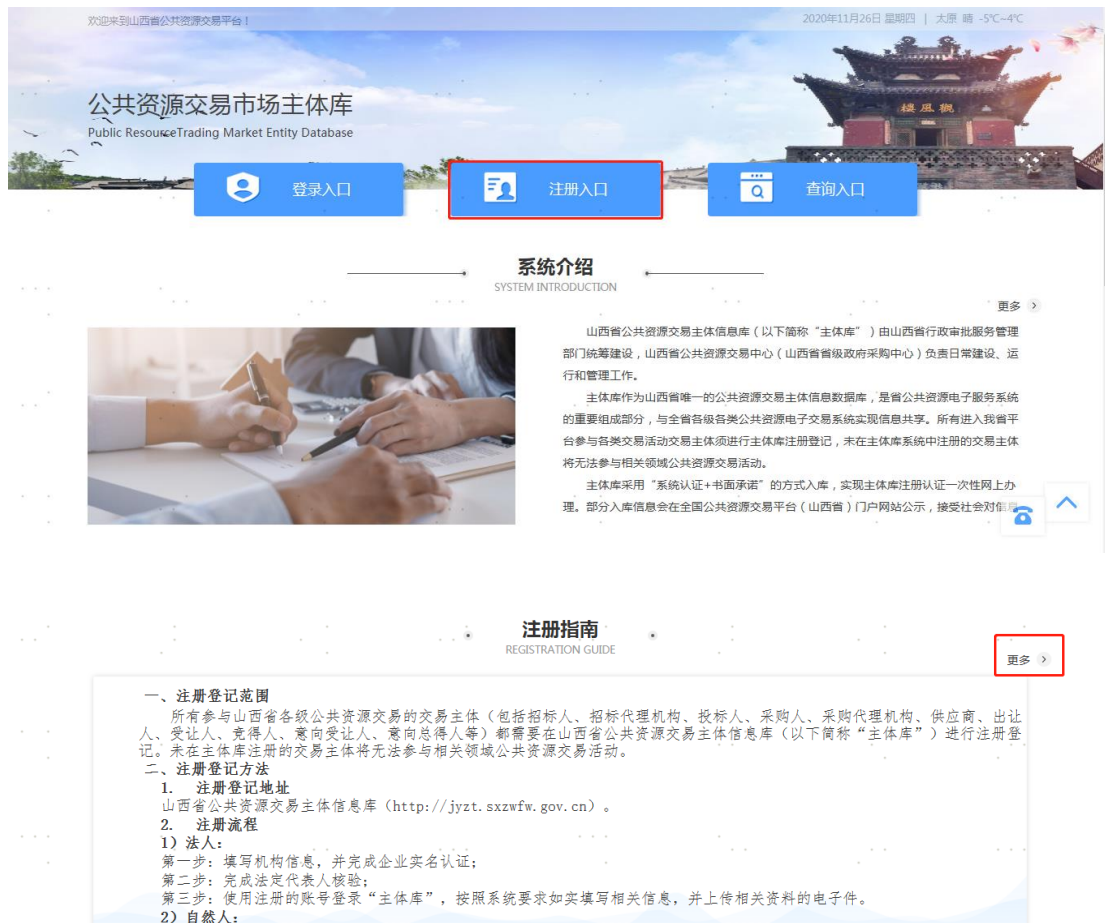 欢迎来到山西省公共资源交易平台！
2020年11月26日 星期四 | 太原 晴 -5℃~4℃
公共资源交易市场主体库
Public ResourceTrading Market Entity Database
樓風觀
登录入口
注册入口
查询入口
系统介绍
SYSTEM INTRODUCTION
更多
山西省公共资源交易主体信息库（以下简称“主体库”）由山西省行政审批服务管理
部门统筹建设，山西省公共资源交易中心（山西省省级政府采购中心）负责日常建设、运
行和管理工作。
主体库作为山西省唯一的公共资源交易主体信息数据库，是省公共资源电子服务系统
的重要组成部分，与全省各级各类公共资源电子交易系统实现信息共享。所有进入我省平
台参与各类交易活动交易主体须进行主体库注册登记，未在主体库系统中注册的交易主体
将无法参与相关领域公共资源交易活动。
主体库采用“系统认证+书面承诺”的方式入库，实现主体库注册认证一次性网上办
理。部分入库信息会在全国公共资源交易平台（山西省）门户网站公示，接受社会对信息
注册指南
REGISTRATION GUIDE
更多
一、注册登记范围
所有参与山西省各级公共资源交易的交易主体（包括招标人、招标代理机构、投标人、采购人、采购代理机构、供应商、出让
人、受让人、竞得人、意向受让人、意向总得人等）都需要在山西省公共资源交易主体信息库（以下简称“主体库”）进行注册登
记。未在主体库注册的交易主体将无法参与相关领域公共资源交易活动。
二、注册登记方法
1. 注册登记地址
山西省公共资源交易主体信息库（http://jyzt.sxzwfw.gov.cn）。
2. 注册流程
1）法人：
第一步：填写机构信息，并完成企业实名认证；
第二步：完成法定代表人核验；
第三步：使用注册的账号登录“主体库”，按照系统要求如实填写相关信息，并上传相关资料的电子件。
2）自然人：